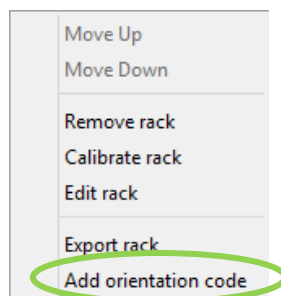 Move Up
Move Down
Remove rack
Calibrate rack
Edit rack
Export rack
Add orientation code